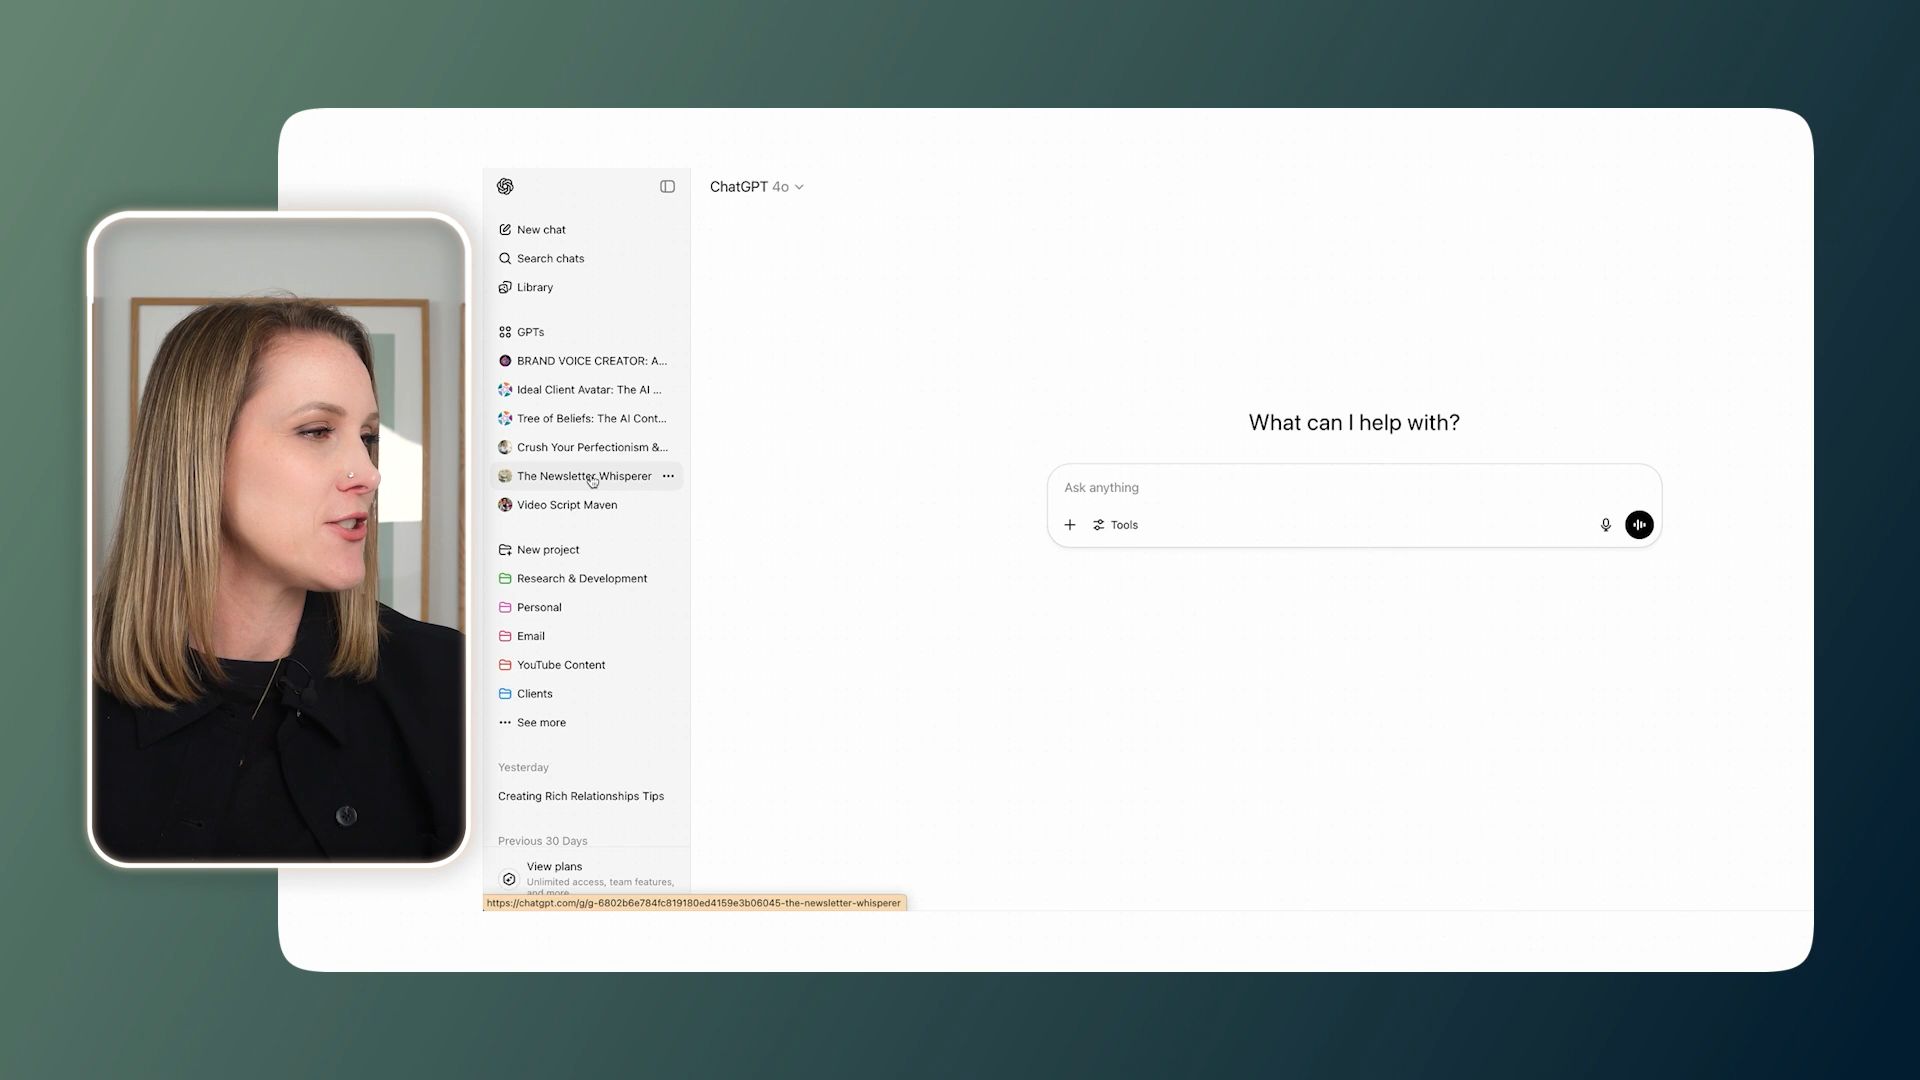 ChatGPT 4o
New chat
Search chats
Library
GPTs
BRAND VOICE CREATOR: A...
Ideal Client Avatar: The AI ...
Tree of Beliefs: The AI Cont...
Crush Your Perfectionism &...
The Newsletter Whisperer
Video Script Maven
New project
Research & Development
Personal
Email
YouTube Content
Clients
See more
Yesterday
Creating Rich Relationships Tips
Previous 30 Days
View plans
Unlimited access, team features,
and more
https://chatgpt.com/g/g-6802b6e784fc819180ed4159e3b06045-the-newsletter-whisperer
What can I help with?
Ask anything
Tools